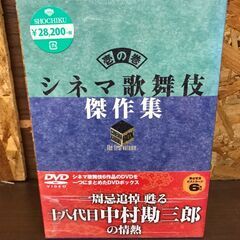 SHOCHIKU
¥28,200+税
壱の巻
シネマ歌舞伎
傑作集
DVD
VIDEO
シネマ歌舞伎6作品のDVDを
一つにまとめたDVDボックス
6
一周忌追悼 甦る
十八代目中村勘三郎
の情熱